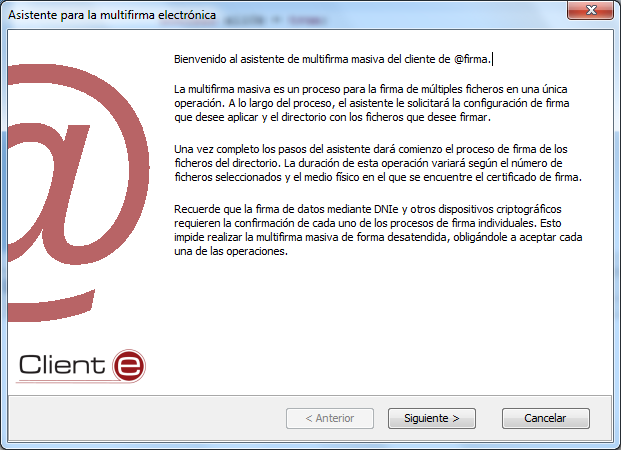 Asistente para la multifirma electrónica
Bienvenido al asistente de multifirma masiva del cliente de @firma.
La multifirma masiva es un proceso para la firma de múltiples ficheros en una única
operación. A lo largo del proceso, el asistente le solicitará la configuración de firma
que desee aplicar y el directorio con los ficheros que desee firmar.
Una vez completo los pasos del asistente dará comienzo el proceso de firma de los
ficheros del directorio. La duración de esta operación variará según el número de
ficheros seleccionados y el medio físico en el que se encuentre el certificado de firma.
Recuerde que la firma de datos mediante DNIe y otros dispositivos criptográficos
requieren la confirmación de cada uno de los procesos de firma individuales. Esto
impide realizar la multifirma masiva de forma desatendida, obligándole a aceptar cada
una de las operaciones.
@
Client e
< Anterior
Siguiente >
Cancelar